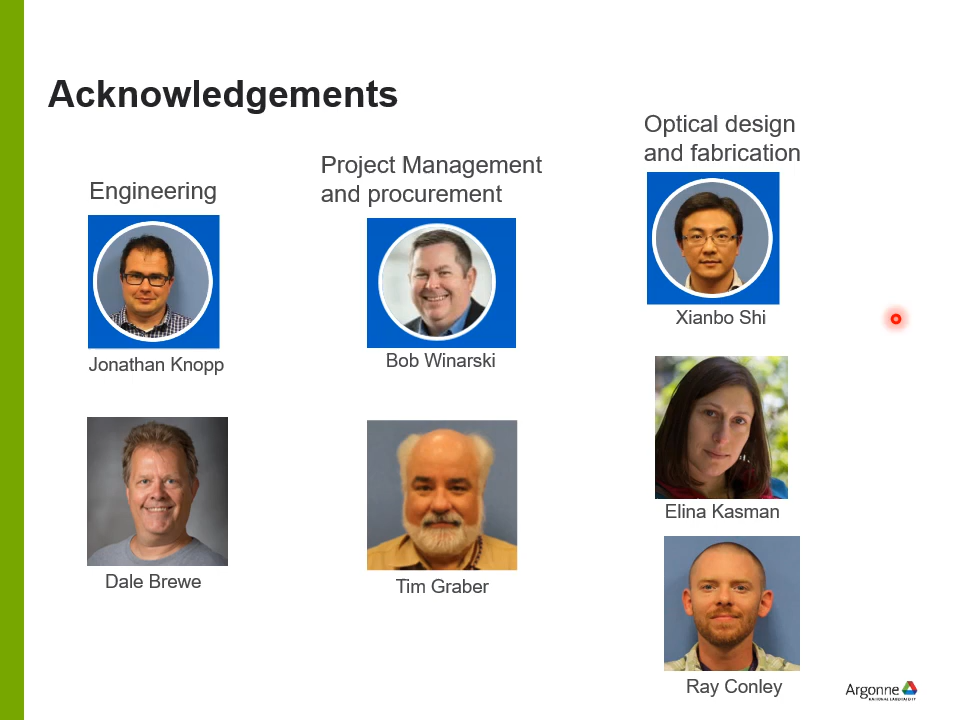 Acknowledgements
Engineering
Jonathan Knopp
Dale Brewe
Project Management
and procurement
Bob Winarski
Tim Graber
Optical design
and fabrication
Xianbo Shi
Elina Kasman
Ray Conley
Argonne
NATIONAL LABORATORY